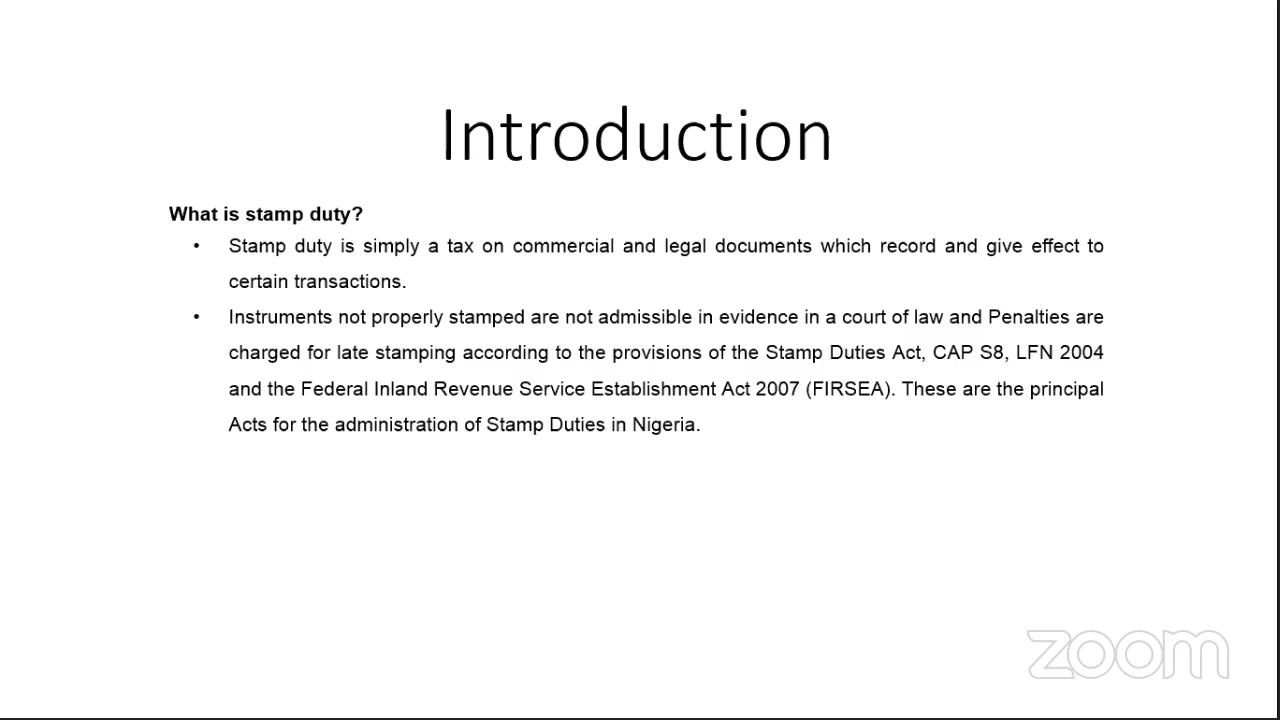 Introduction
What is stamp duty?
• Stamp duty is simply a tax on commercial and legal documents which record and give effect to
certain transactions.
• Instruments not properly stamped are not admissible in evidence in a court of law and Penalties are
charged for late stamping according to the provisions of the Stamp Duties Act, CAP S8, LFN 2004
and the Federal Inland Revenue Service Establishment Act 2007 (FIRSEA). These are the principal
Acts for the administration of Stamp Duties in Nigeria.
zoom